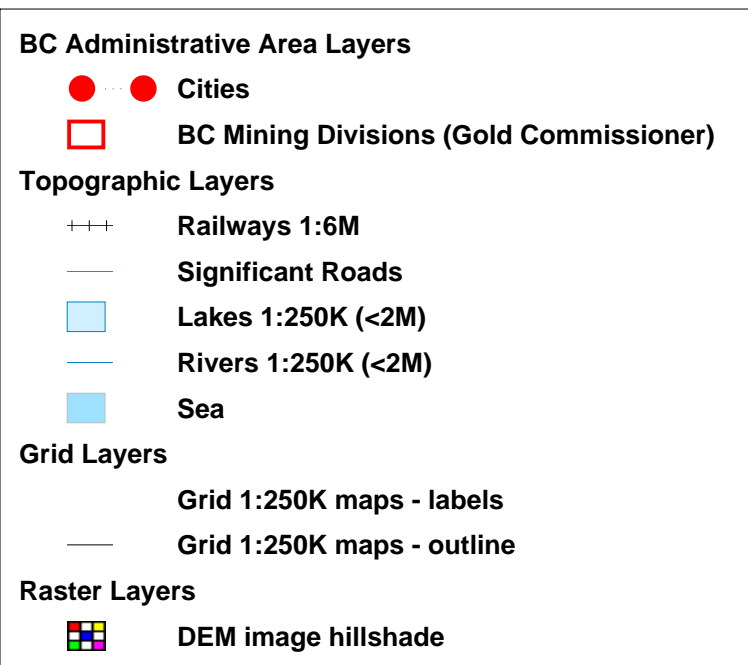 BC Administrative Area Layers
Cities
BC Mining Divisions (Gold Commissioner)
Topographic Layers
Railways 1:6M
Significant Roads
Lakes 1:250K (<2M)
Rivers 1:250K (<2M)
Sea
Grid Layers
Grid 1:250K maps - labels
Grid 1:250K maps - outline
Raster Layers
DEM image hillshade